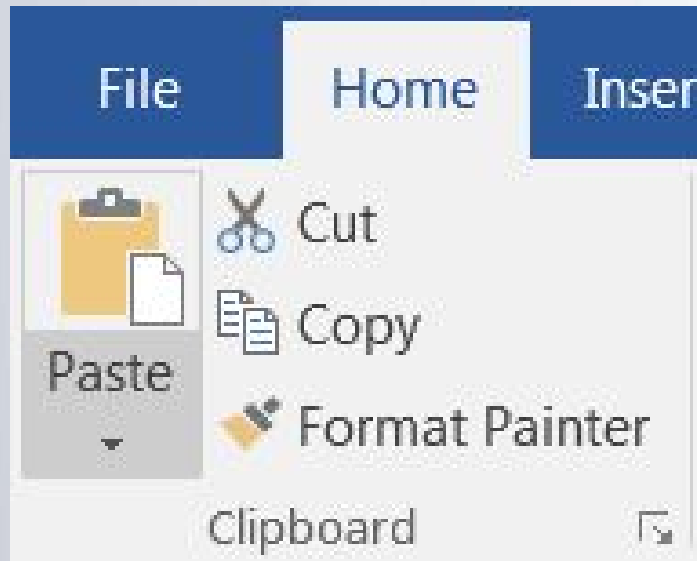 File Home Inser
Cut
Copy
Paste
Format Painter
Clipboard